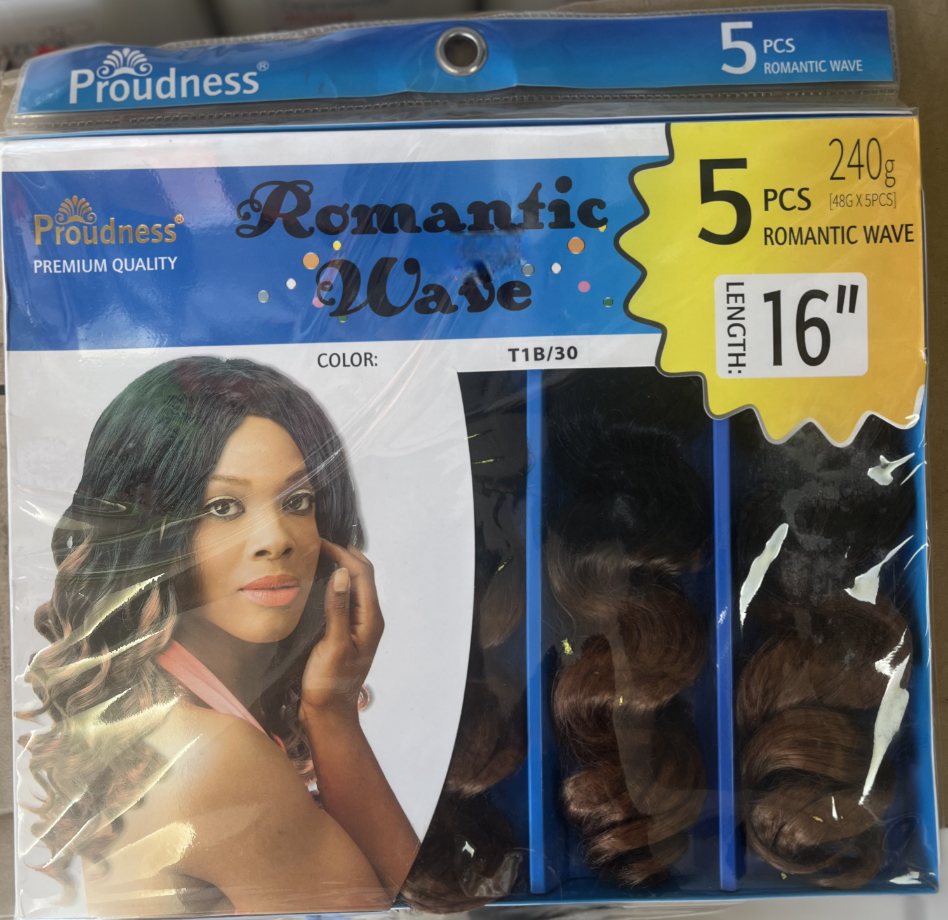 Proudness®
5 PCS
ROMANTIC WAVE
Proudness®
PREMIUM QUALITY
Romantic
Wave
5 PCS
240g
[48G X 5PCS]
ROMANTIC WAVE
LENGTH: 16"
COLOR: T1B/30